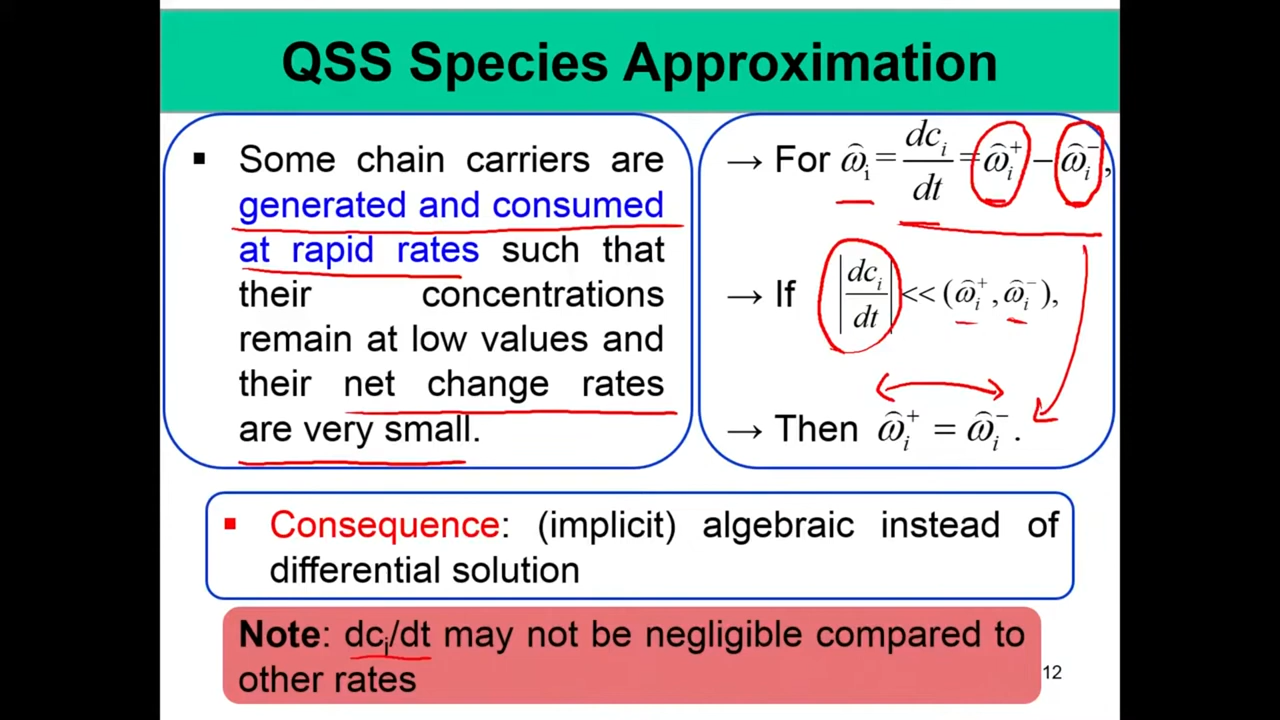 QSS Species Approximation
▪ Some chain carriers are
generated and consumed
at rapid rates such that
their concentrations
remain at low values and
their net change rates
are very small.
→ For ω̂ᵢ = dcᵢ/dt = ω̂ᵢ⁺ − ω̂ᵢ⁻,
→ If |dcᵢ/dt| << (ω̂ᵢ⁺, ω̂ᵢ⁻),
→ Then ω̂ᵢ⁺ = ω̂ᵢ⁻.
▪ Consequence: (implicit) algebraic instead of
differential solution
Note: dcᵢ/dt may not be negligible compared to
other rates
12